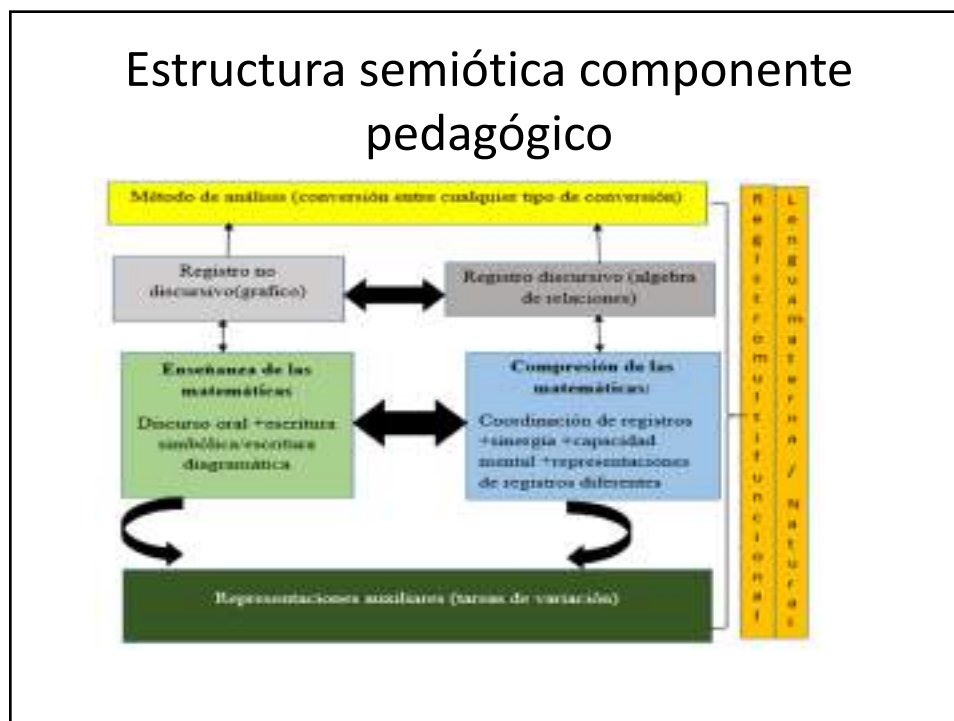 Estructura semiótica componente
pedagógico
Método de análisis (conversión entre cualquier tipo de conversión)
Registro no
discursivo(grafico)
Registro discursivo (algebra
de relaciones)
Enseñanza de las
matemáticas
Discurso oral +escritura
simbólica/escritura
diagramática
Compresión de las
matemáticas:
Coordinación de registros
+sinergia +capacidad
mental +representaciones
de registros diferentes
Representaciones auxiliares (tareas de variación)
Registro multifuncional
Lengua materna / Natural